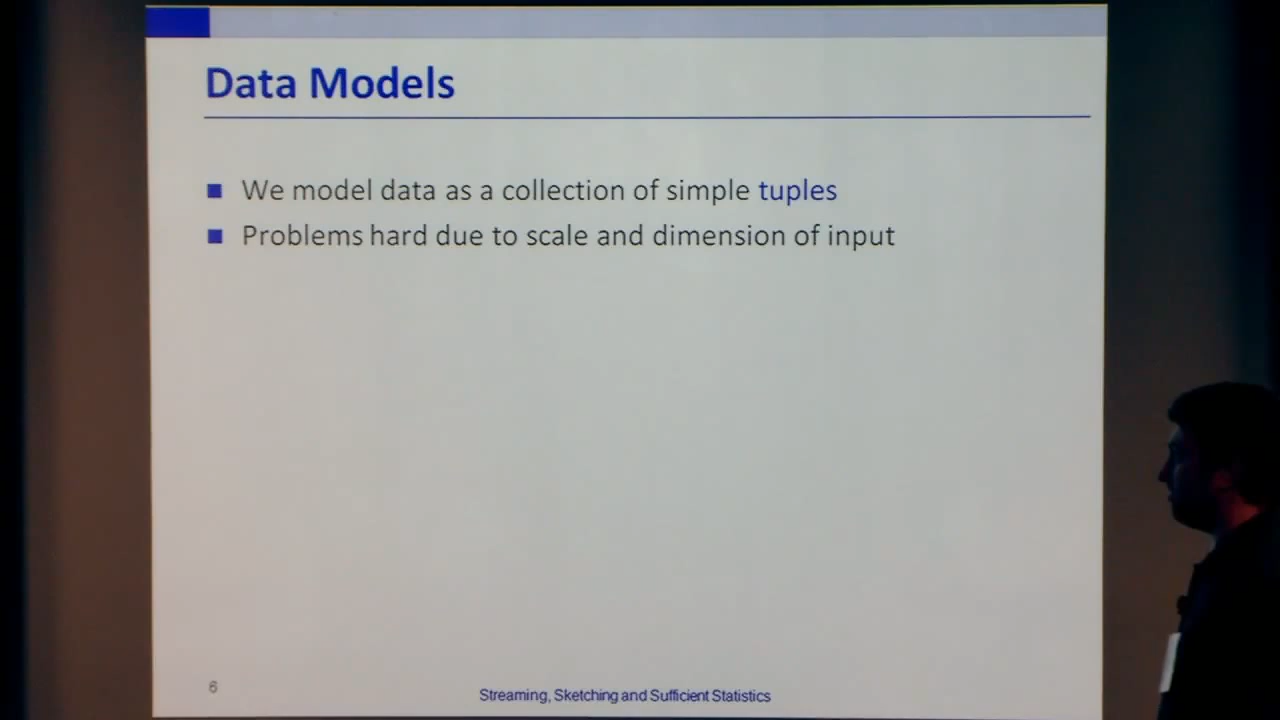 Data Models
We model data as a collection of simple tuples
Problems hard due to scale and dimension of input
6
Streaming, Sketching and Sufficient Statistics